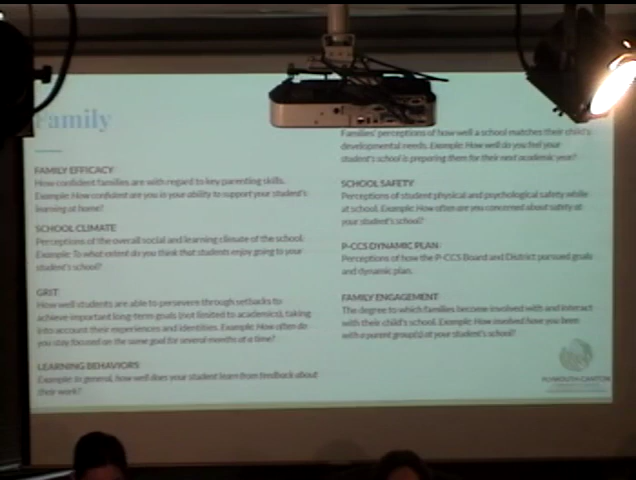 Family
FAMILY EFFICACY
How confident families are with regard to key parenting skills.
Example: How confident are you in your ability to support your student's
learning at home?
SCHOOL CLIMATE
Perceptions of the overall social and learning climate of the school.
Example: To what extent do you think that students enjoy going to your
student's school?
GRIT
How well students are able to persevere through setbacks to
achieve important long-term goals (not limited to academics), taking
into account their experiences and identities. Example: How often do
you stay focused on the same goal for several months at a time?
LEARNING BEHAVIORS
Example: In general, how well does your student learn from feedback about
their work?
Families' perceptions of how well a school matches their child's
developmental needs. Example: How well do you feel your
student's school is preparing them for their next academic year?
SCHOOL SAFETY
Perceptions of student physical and psychological safety while
at school. Example: How often are you concerned about safety at
your student's school?
P-CCS DYNAMIC PLAN
Perceptions of how the P-CCS Board and District pursued goals
and dynamic plan.
FAMILY ENGAGEMENT
The degree to which families become involved with and interact
with their child's school. Example: How involved have you been
with a parent group(s) at your student's school?
PLYMOUTH-CANTON